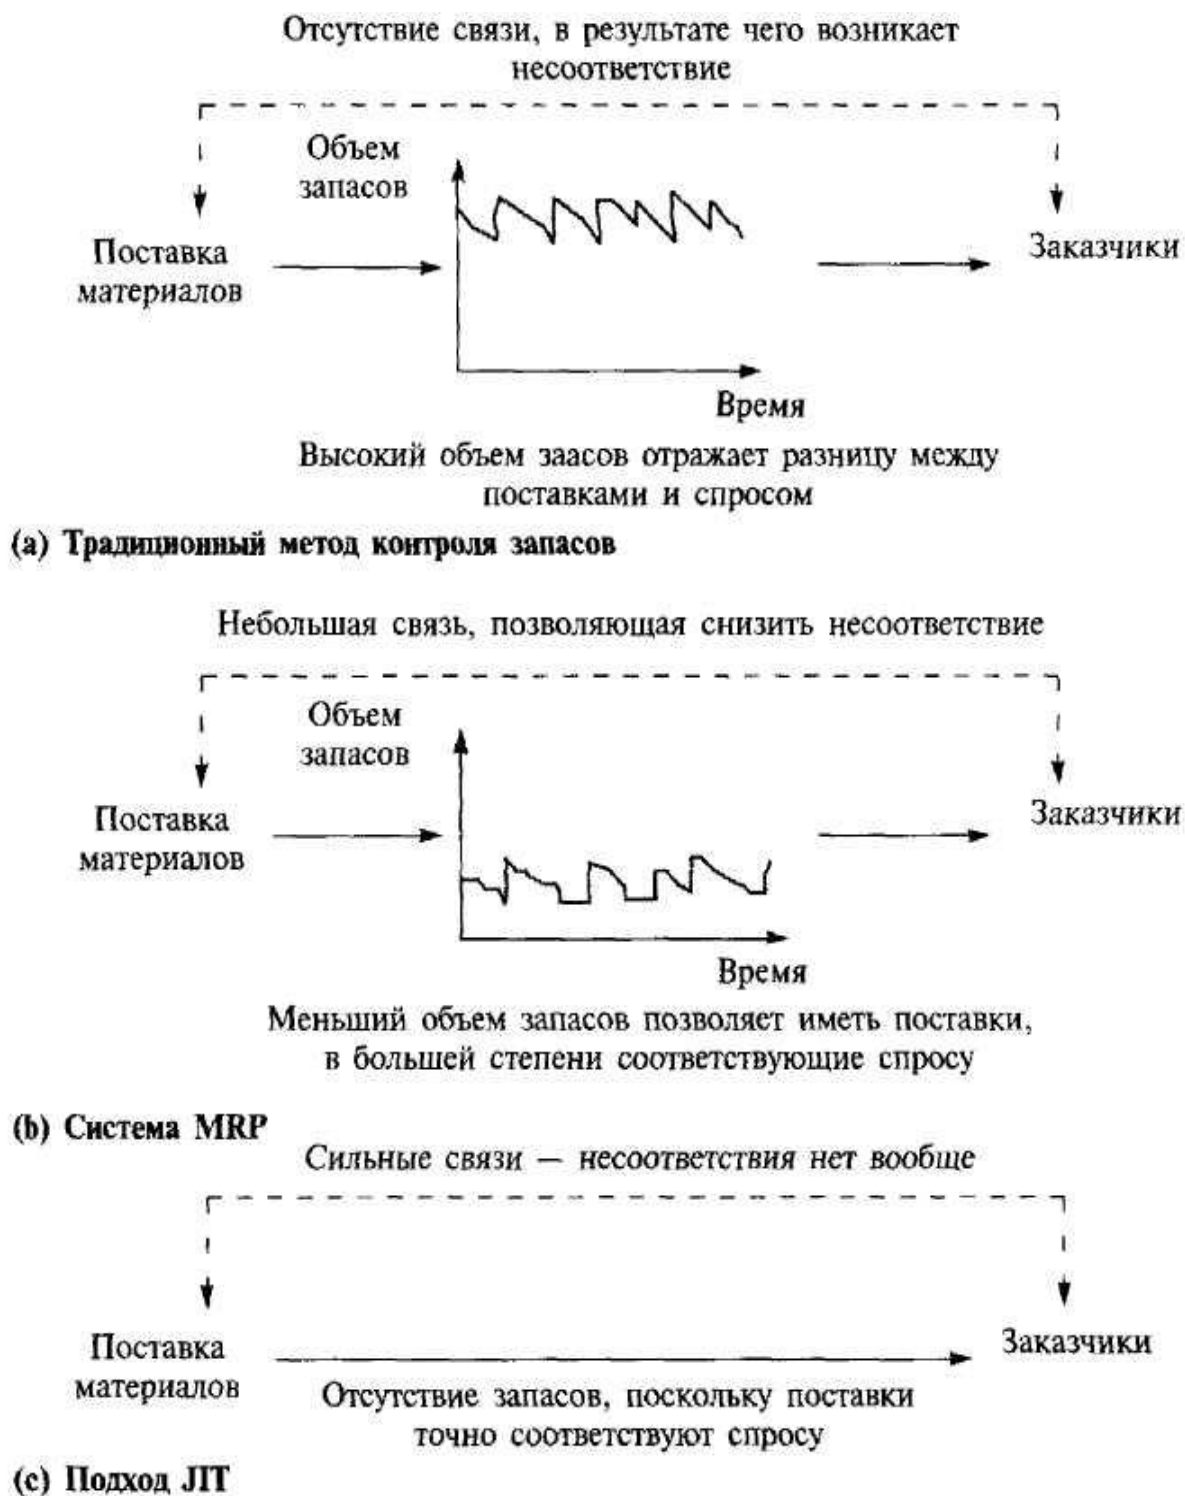 Отсутствие связи, в результате чего возникает
несоответствие
Объем
запасов
Поставка
материалов
Заказчики
Время
Высокий объем заасов отражает разницу между
поставками и спросом
(a) Традиционный метод контроля запасов
Небольшая связь, позволяющая снизить несоответствие
Объем
запасов
Поставка
материалов
Заказчики
Время
Меньший объем запасов позволяет иметь поставки,
в большей степени соответствующие спросу
(b) Система MRP
Сильные связи — несоответствия нет вообще
Поставка
материалов
Заказчики
Отсутствие запасов, поскольку поставки
точно соответствуют спросу
(c) Подход JIT